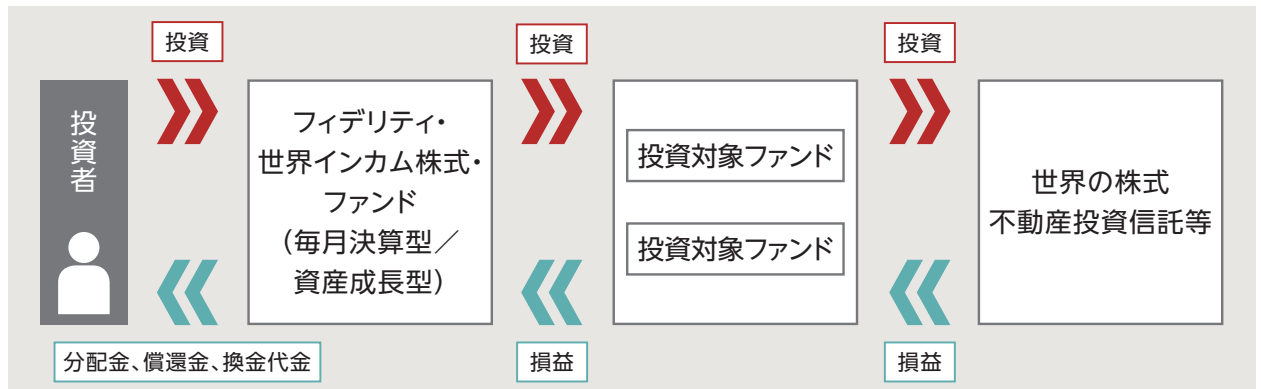 投資
投資
投資
投資者
フィデリティ・
世界インカム株式・
ファンド
（毎月決算型／
資産成長型）
投資対象ファンド
投資対象ファンド
世界の株式
不動産投資信託等
分配金、償還金、換金代金
損益
損益